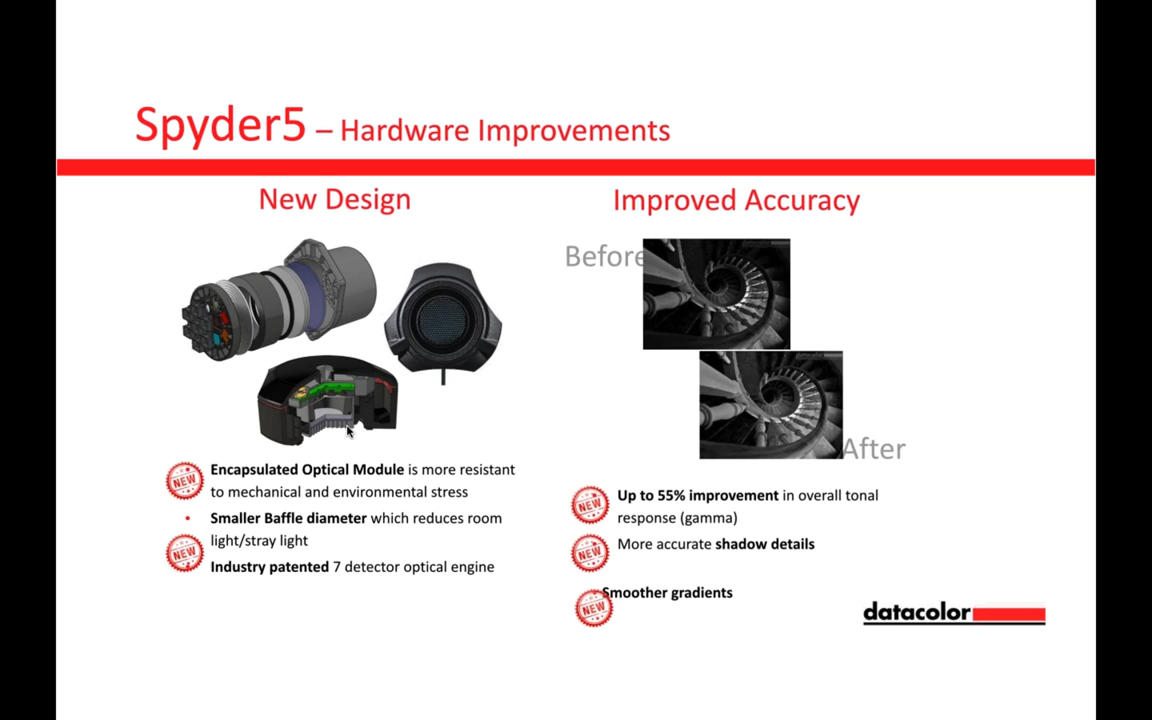 Spyder5 – Hardware Improvements
New Design
Encapsulated Optical Module is more resistant
to mechanical and environmental stress
• Smaller Baffle diameter which reduces room
light/stray light
Industry patented 7 detector optical engine
NEW
NEW
Improved Accuracy
Before
After
Up to 55% improvement in overall tonal
response (gamma)
More accurate shadow details
Smoother gradients
NEW
NEW
NEW
datacolor